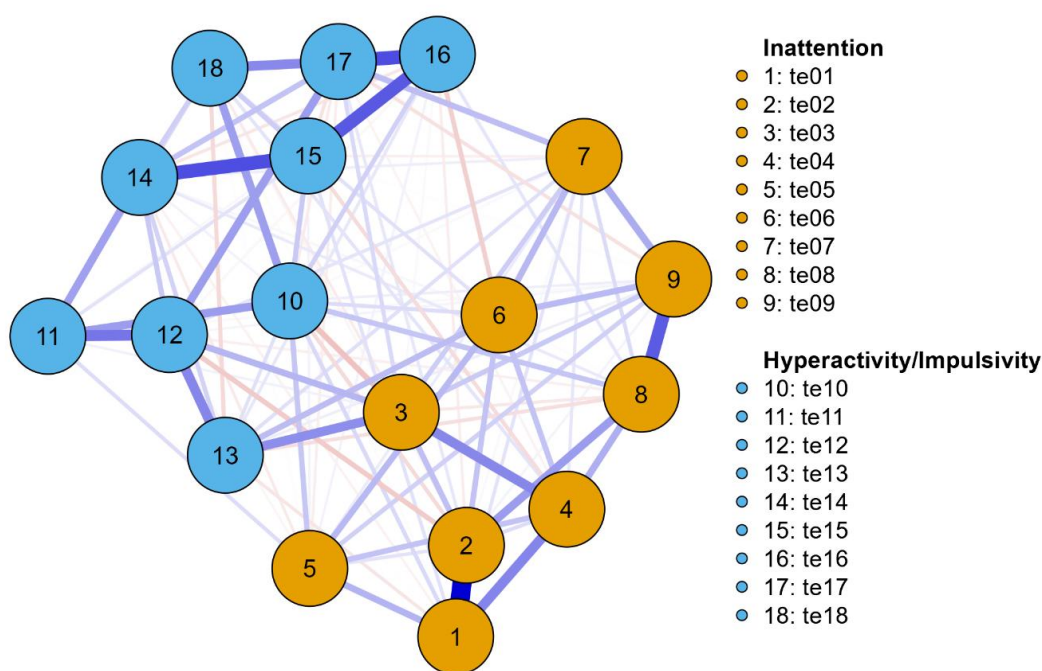 18
17
16
15
14
7
9
10
6
11
12
8
3
13
4
2
5
1
Inattention
1: te01
2: te02
3: te03
4: te04
5: te05
6: te06
7: te07
8: te08
9: te09
Hyperactivity/Impulsivity
10: te10
11: te11
12: te12
13: te13
14: te14
15: te15
16: te16
17: te17
18: te18